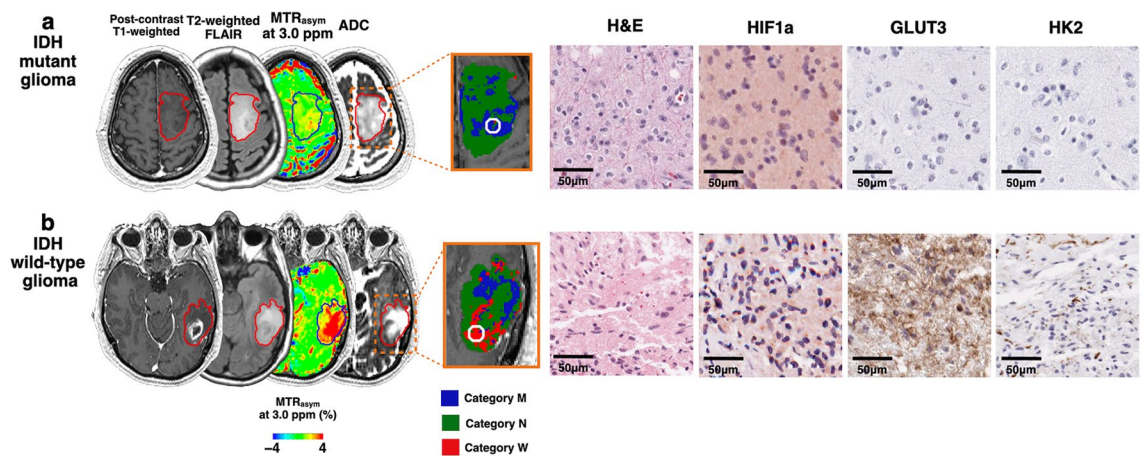 a
IDH
mutant
glioma
Post-contrast
T1-weighted
T2-weighted
FLAIR
MTRasym
at 3.0 ppm
ADC
H&E
HIF1a
GLUT3
HK2
50µm
50µm
50µm
50µm
b
IDH
wild-type
glioma
50µm
50µm
50µm
50µm
MTRasym
at 3.0 ppm (%)
−4
4
Category M
Category N
Category W